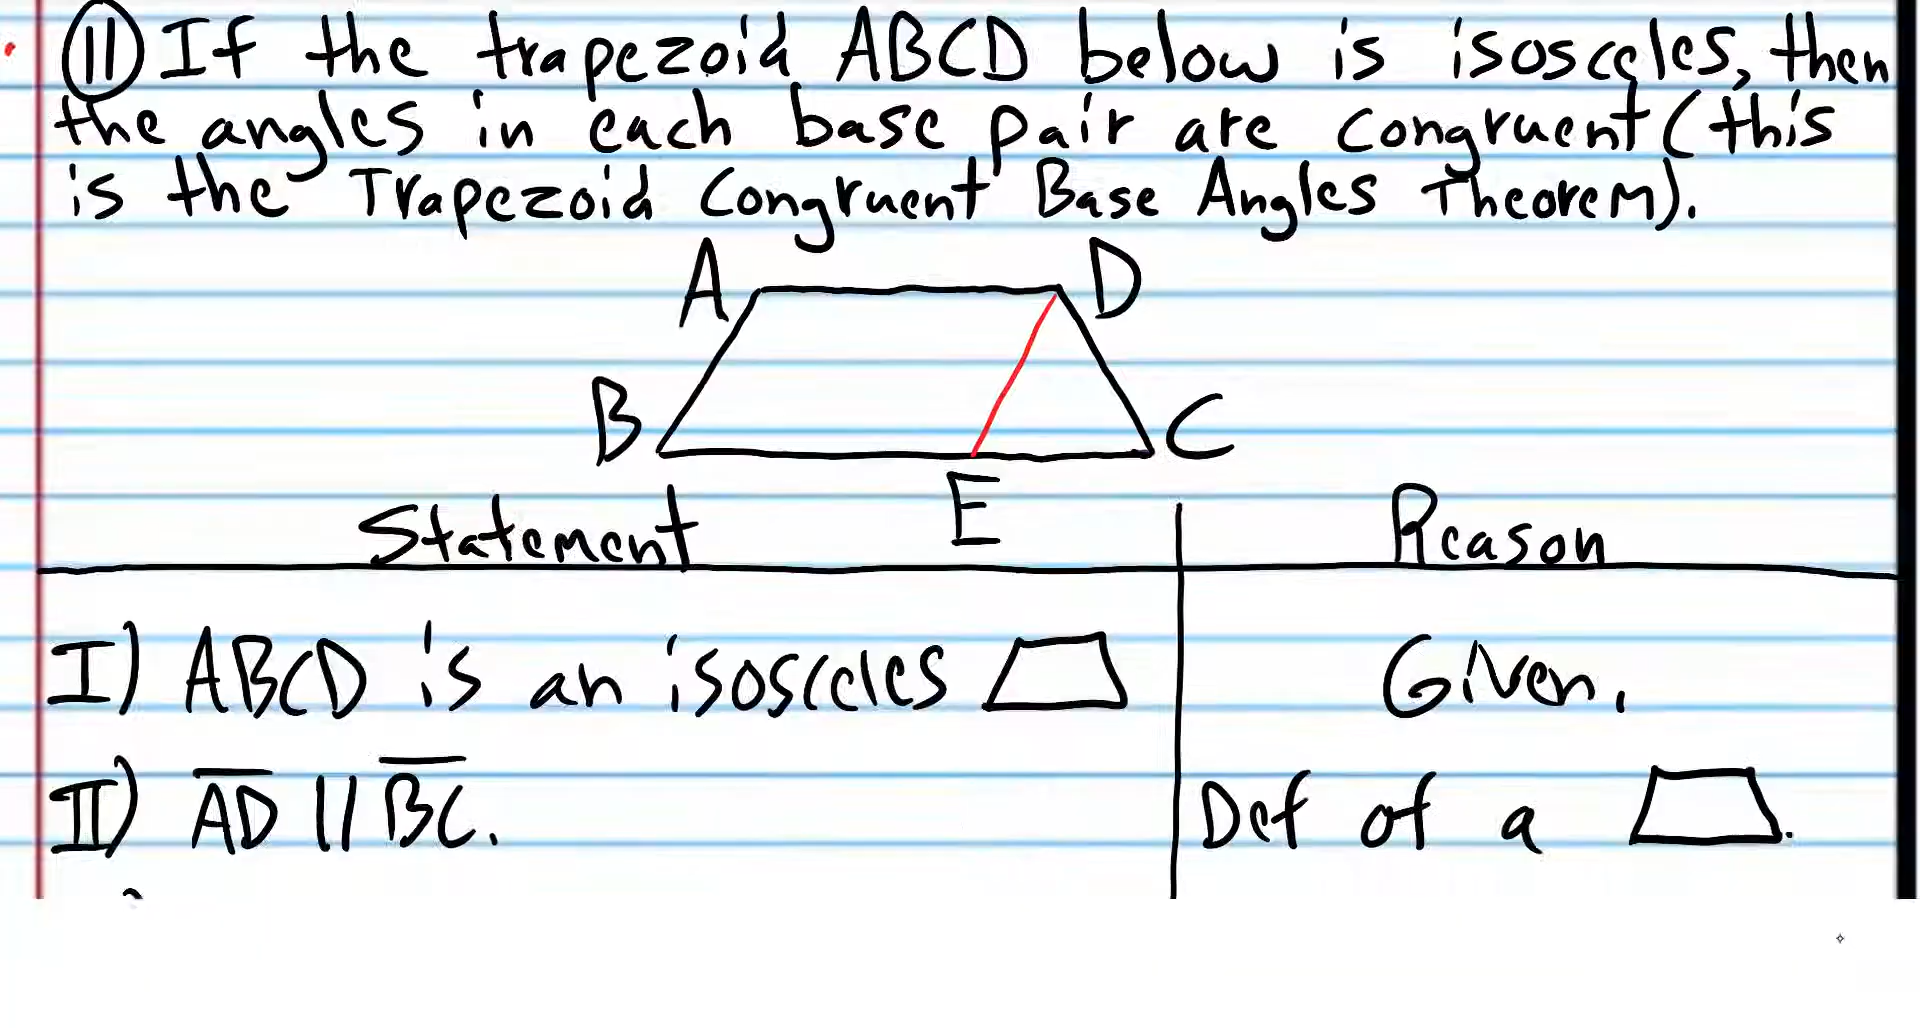 11 If the trapezoid ABCD below is isosceles, then
the angles in each base pair are congruent (this
is the Trapezoid Congruent Base Angles Theorem).
A D
B C
E
Statement Reason
I) ABCD is an isosceles Given.
II) AD || BC. Def of a